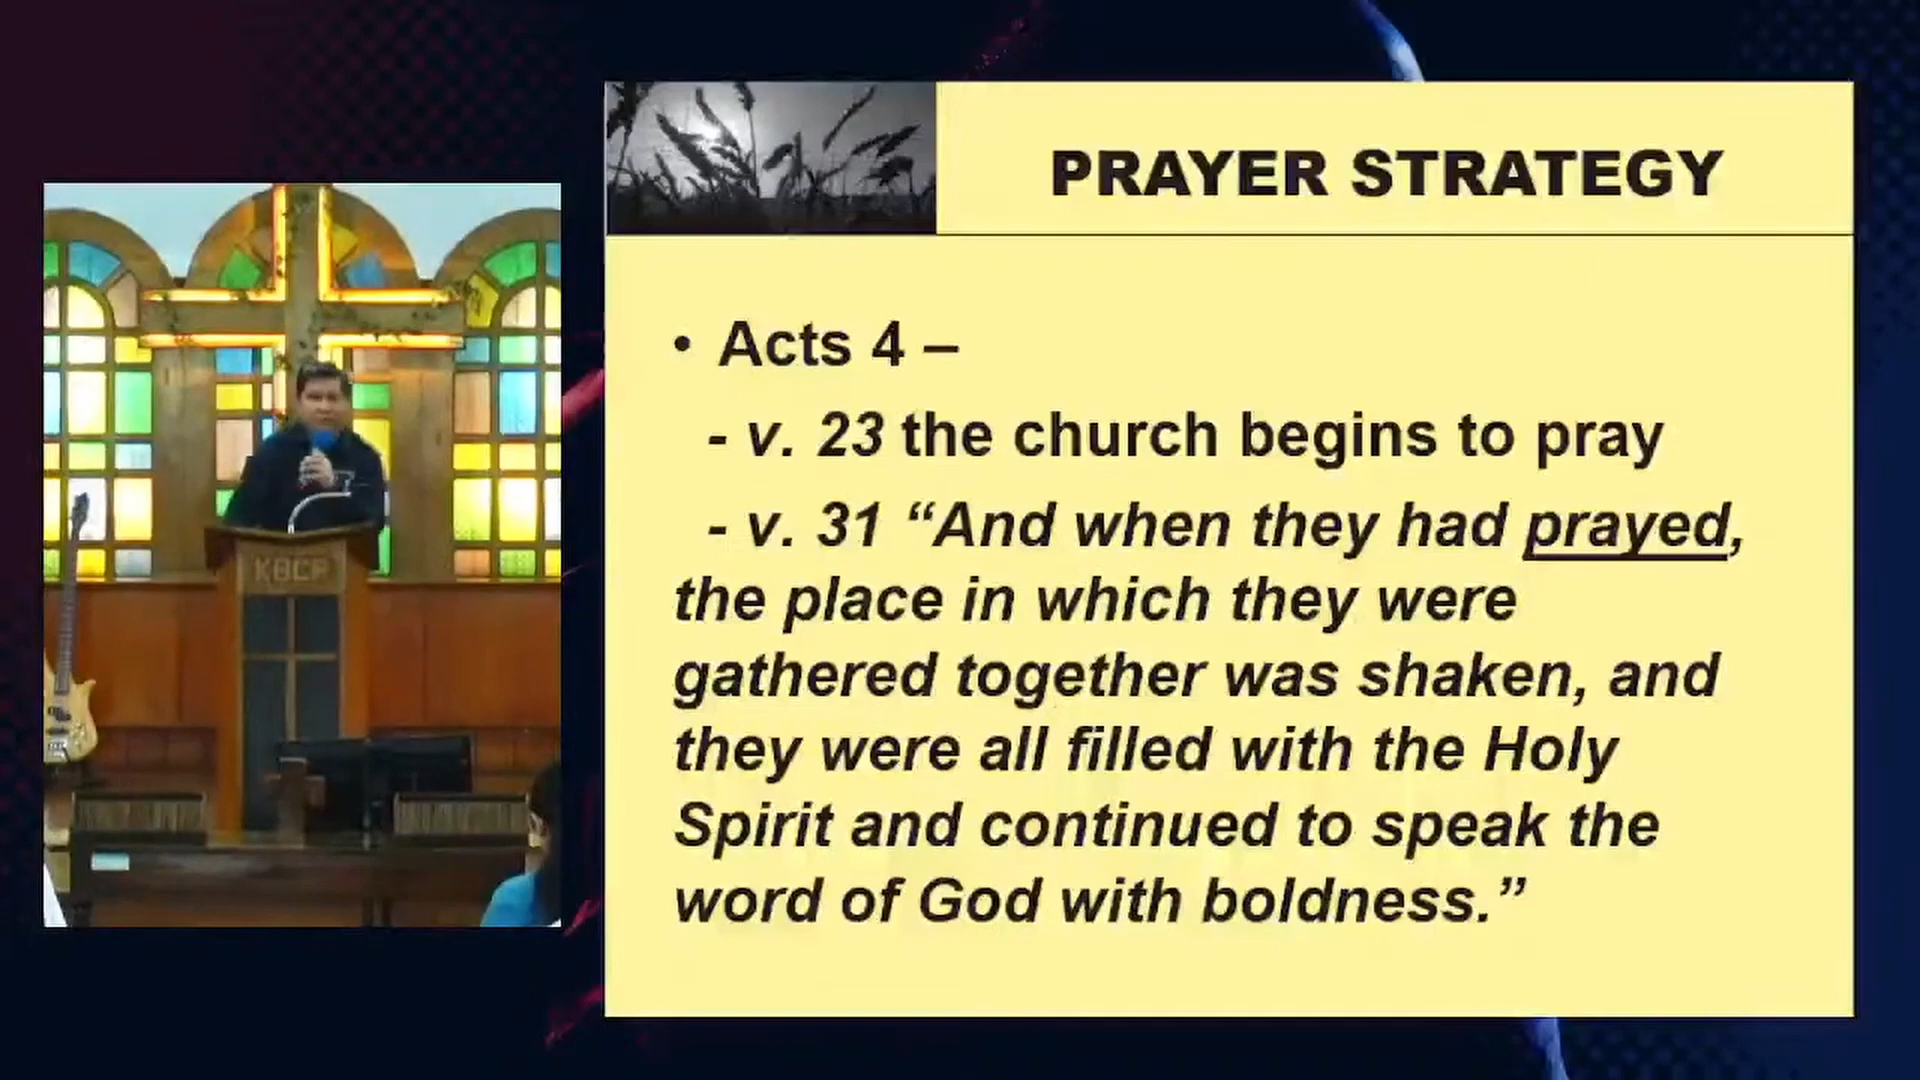 PRAYER STRATEGY
• Acts 4 –
- v. 23 the church begins to pray
- v. 31 “And when they had prayed,
the place in which they were
gathered together was shaken, and
they were all filled with the Holy
Spirit and continued to speak the
word of God with boldness.”
KBCP